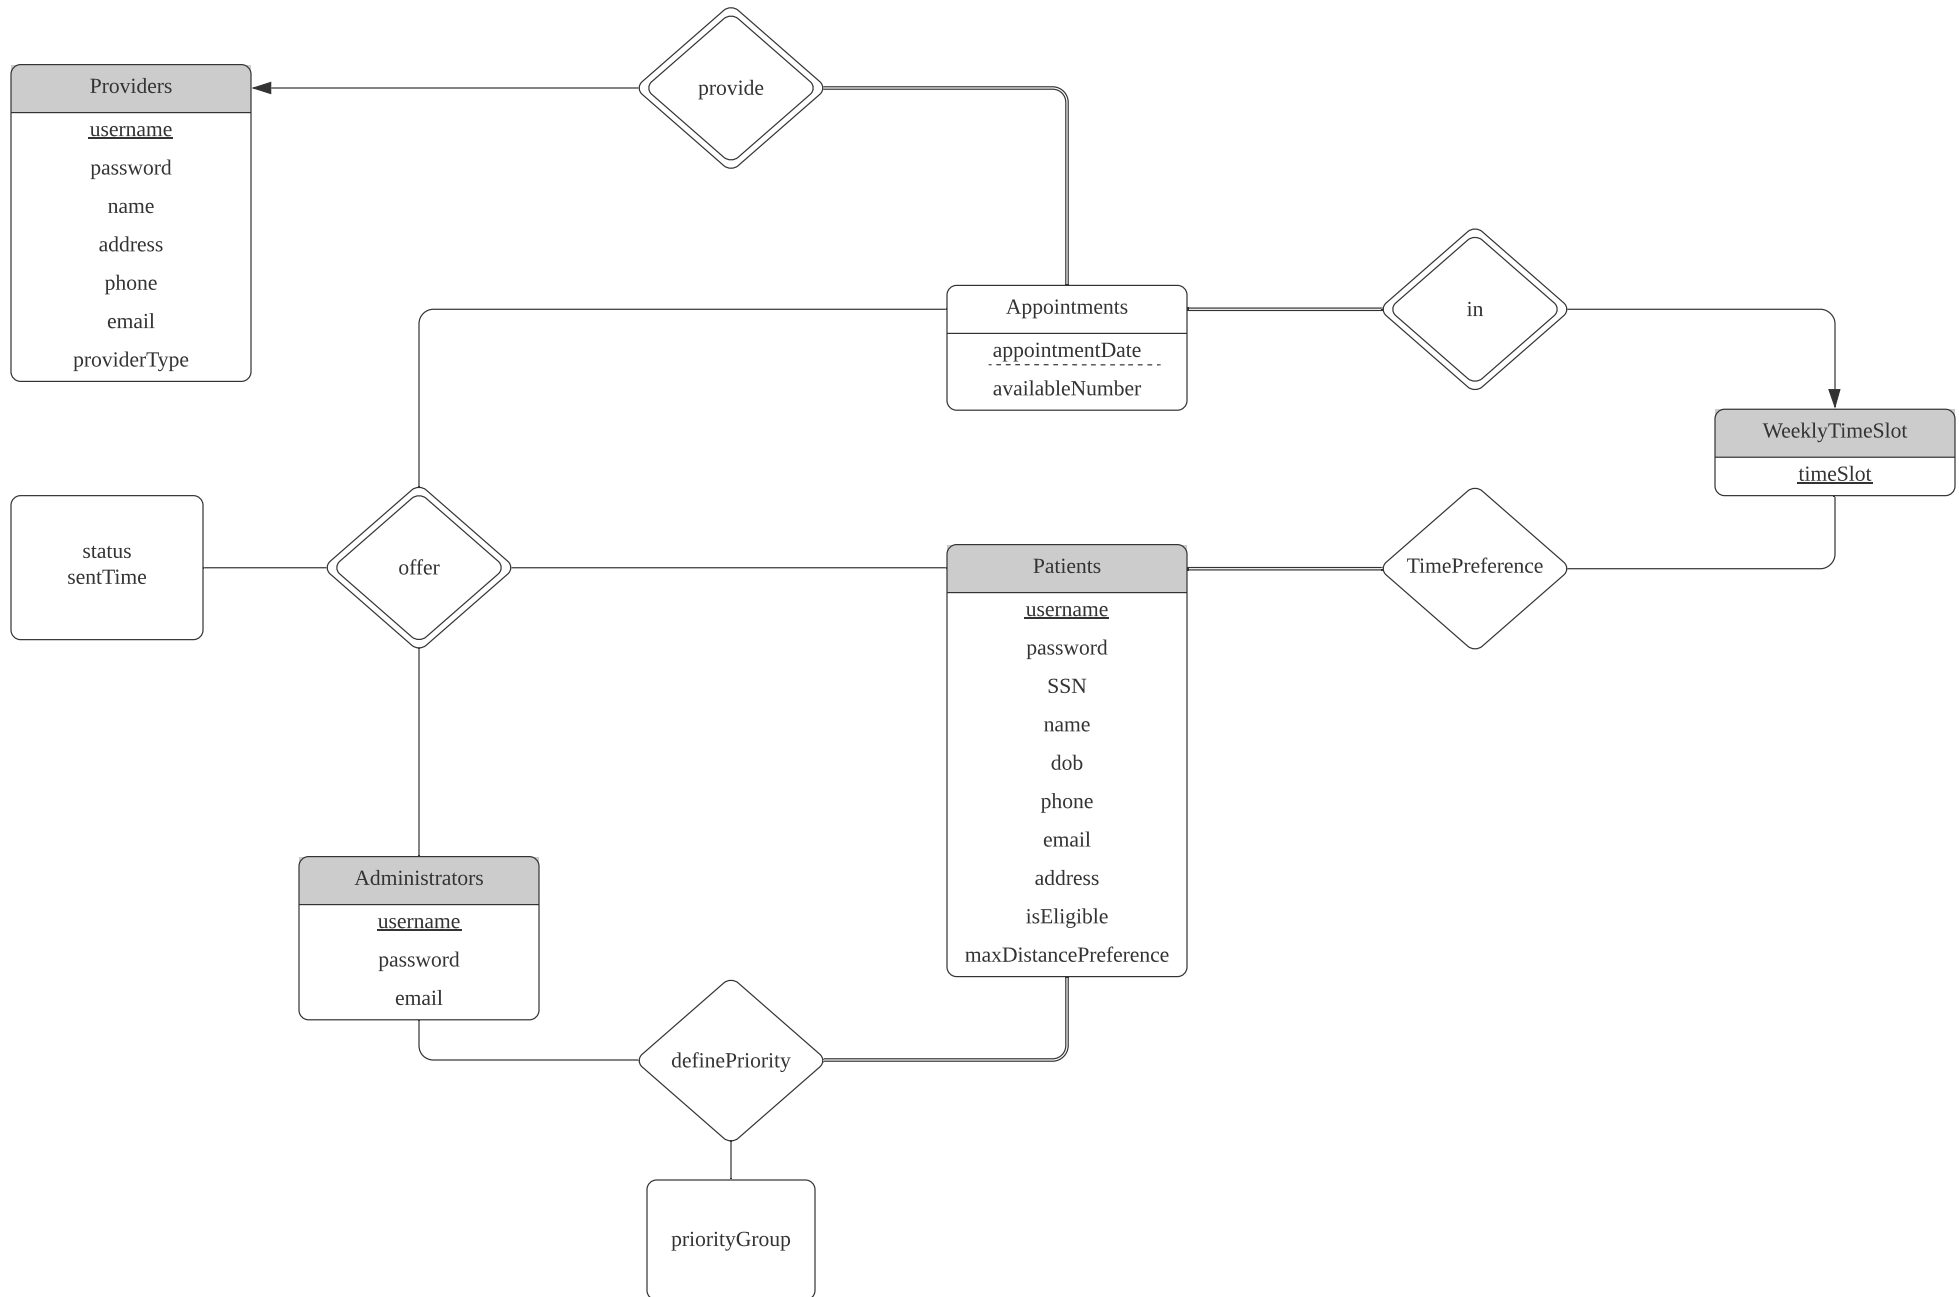 provide
Providers
username
password
name
address
phone
email
providerType
Appointments
appointmentDate
availableNumber
in
WeeklyTimeSlot
timeSlot
status
sentTime
offer
Patients
username
password
SSN
name
dob
phone
email
address
isEligible
maxDistancePreference
TimePreference
Administrators
username
password
email
definePriority
priorityGroup